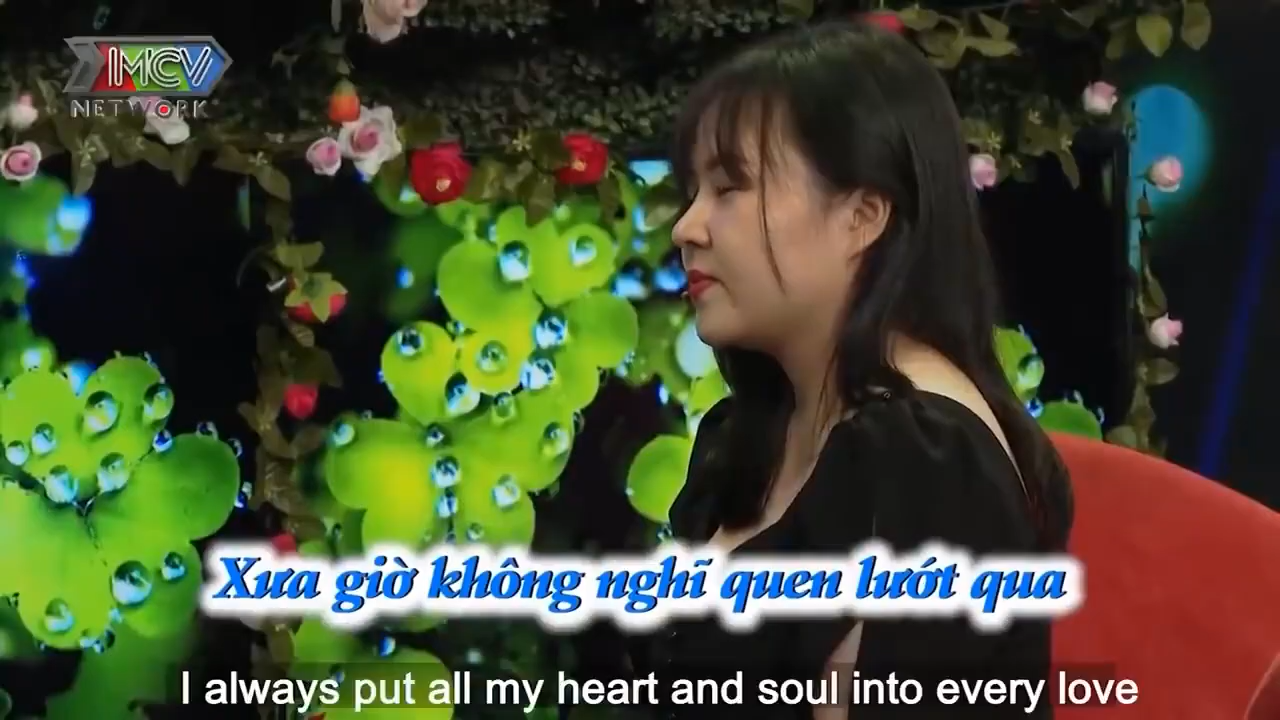 MCV
NETWORK
Xưa giờ không nghĩ quen lướt qua
I always put all my heart and soul into every love